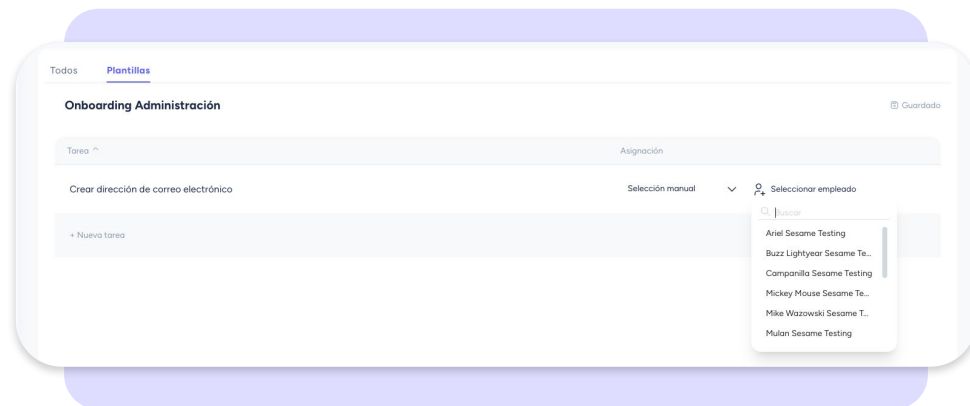 Todos Plantillas
Onboarding Administración Guardado
Tarea Asignación
Crear dirección de correo electrónico Selección manual Seleccionar empleado
Buscar
+ Nueva tarea Ariel Sesame Testing
Buzz Lightyear Sesame Te...
Campanilla Sesame Testing
Mickey Mouse Sesame Te...
Mike Wazowski Sesame T...
Mulan Sesame Testing